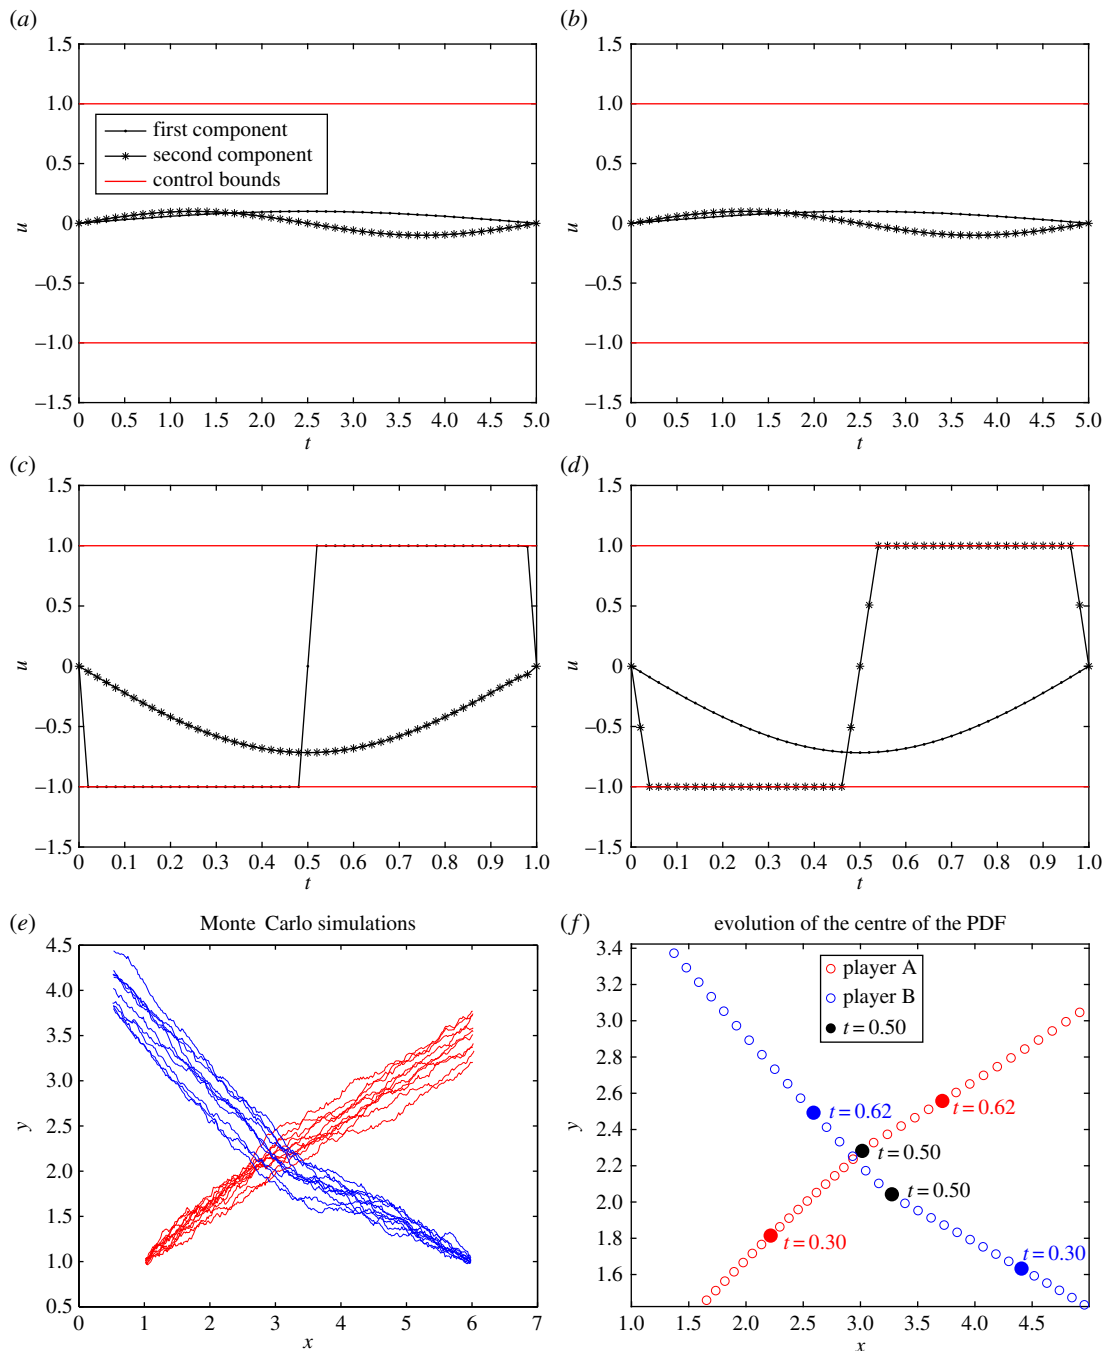 (a)
1.5
1.0
0.5
0
–0.5
–1.0
–1.5
u
first component
second component
control bounds
0 0.5 1.0 1.5 2.0 2.5 3.0 3.5 4.0 4.5 5.0
t
(b)
1.5
1.0
0.5
0
–0.5
–1.0
–1.5
u
0 0.5 1.0 1.5 2.0 2.5 3.0 3.5 4.0 4.5 5.0
t
(c)
1.5
1.0
0.5
0
–0.5
–1.0
–1.5
u
0 0.1 0.2 0.3 0.4 0.5 0.6 0.7 0.8 0.9 1.0
t
(d)
1.5
1.0
0.5
0
–0.5
–1.0
–1.5
u
0 0.1 0.2 0.3 0.4 0.5 0.6 0.7 0.8 0.9 1.0
t
(e)
Monte Carlo simulations
4.5
4.0
3.5
3.0
2.5
2.0
1.5
1.0
0.5
y
0 1 2 3 4 5 6 7
x
(f)
evolution of the centre of the PDF
3.4
3.2
3.0
2.8
2.6
2.4
2.2
2.0
1.8
1.6
y
player A
player B
t = 0.50
t = 0.62
t = 0.62
t = 0.50
t = 0.50
t = 0.30
t = 0.30
1.0 1.5 2.0 2.5 3.0 3.5 4.0 4.5
x